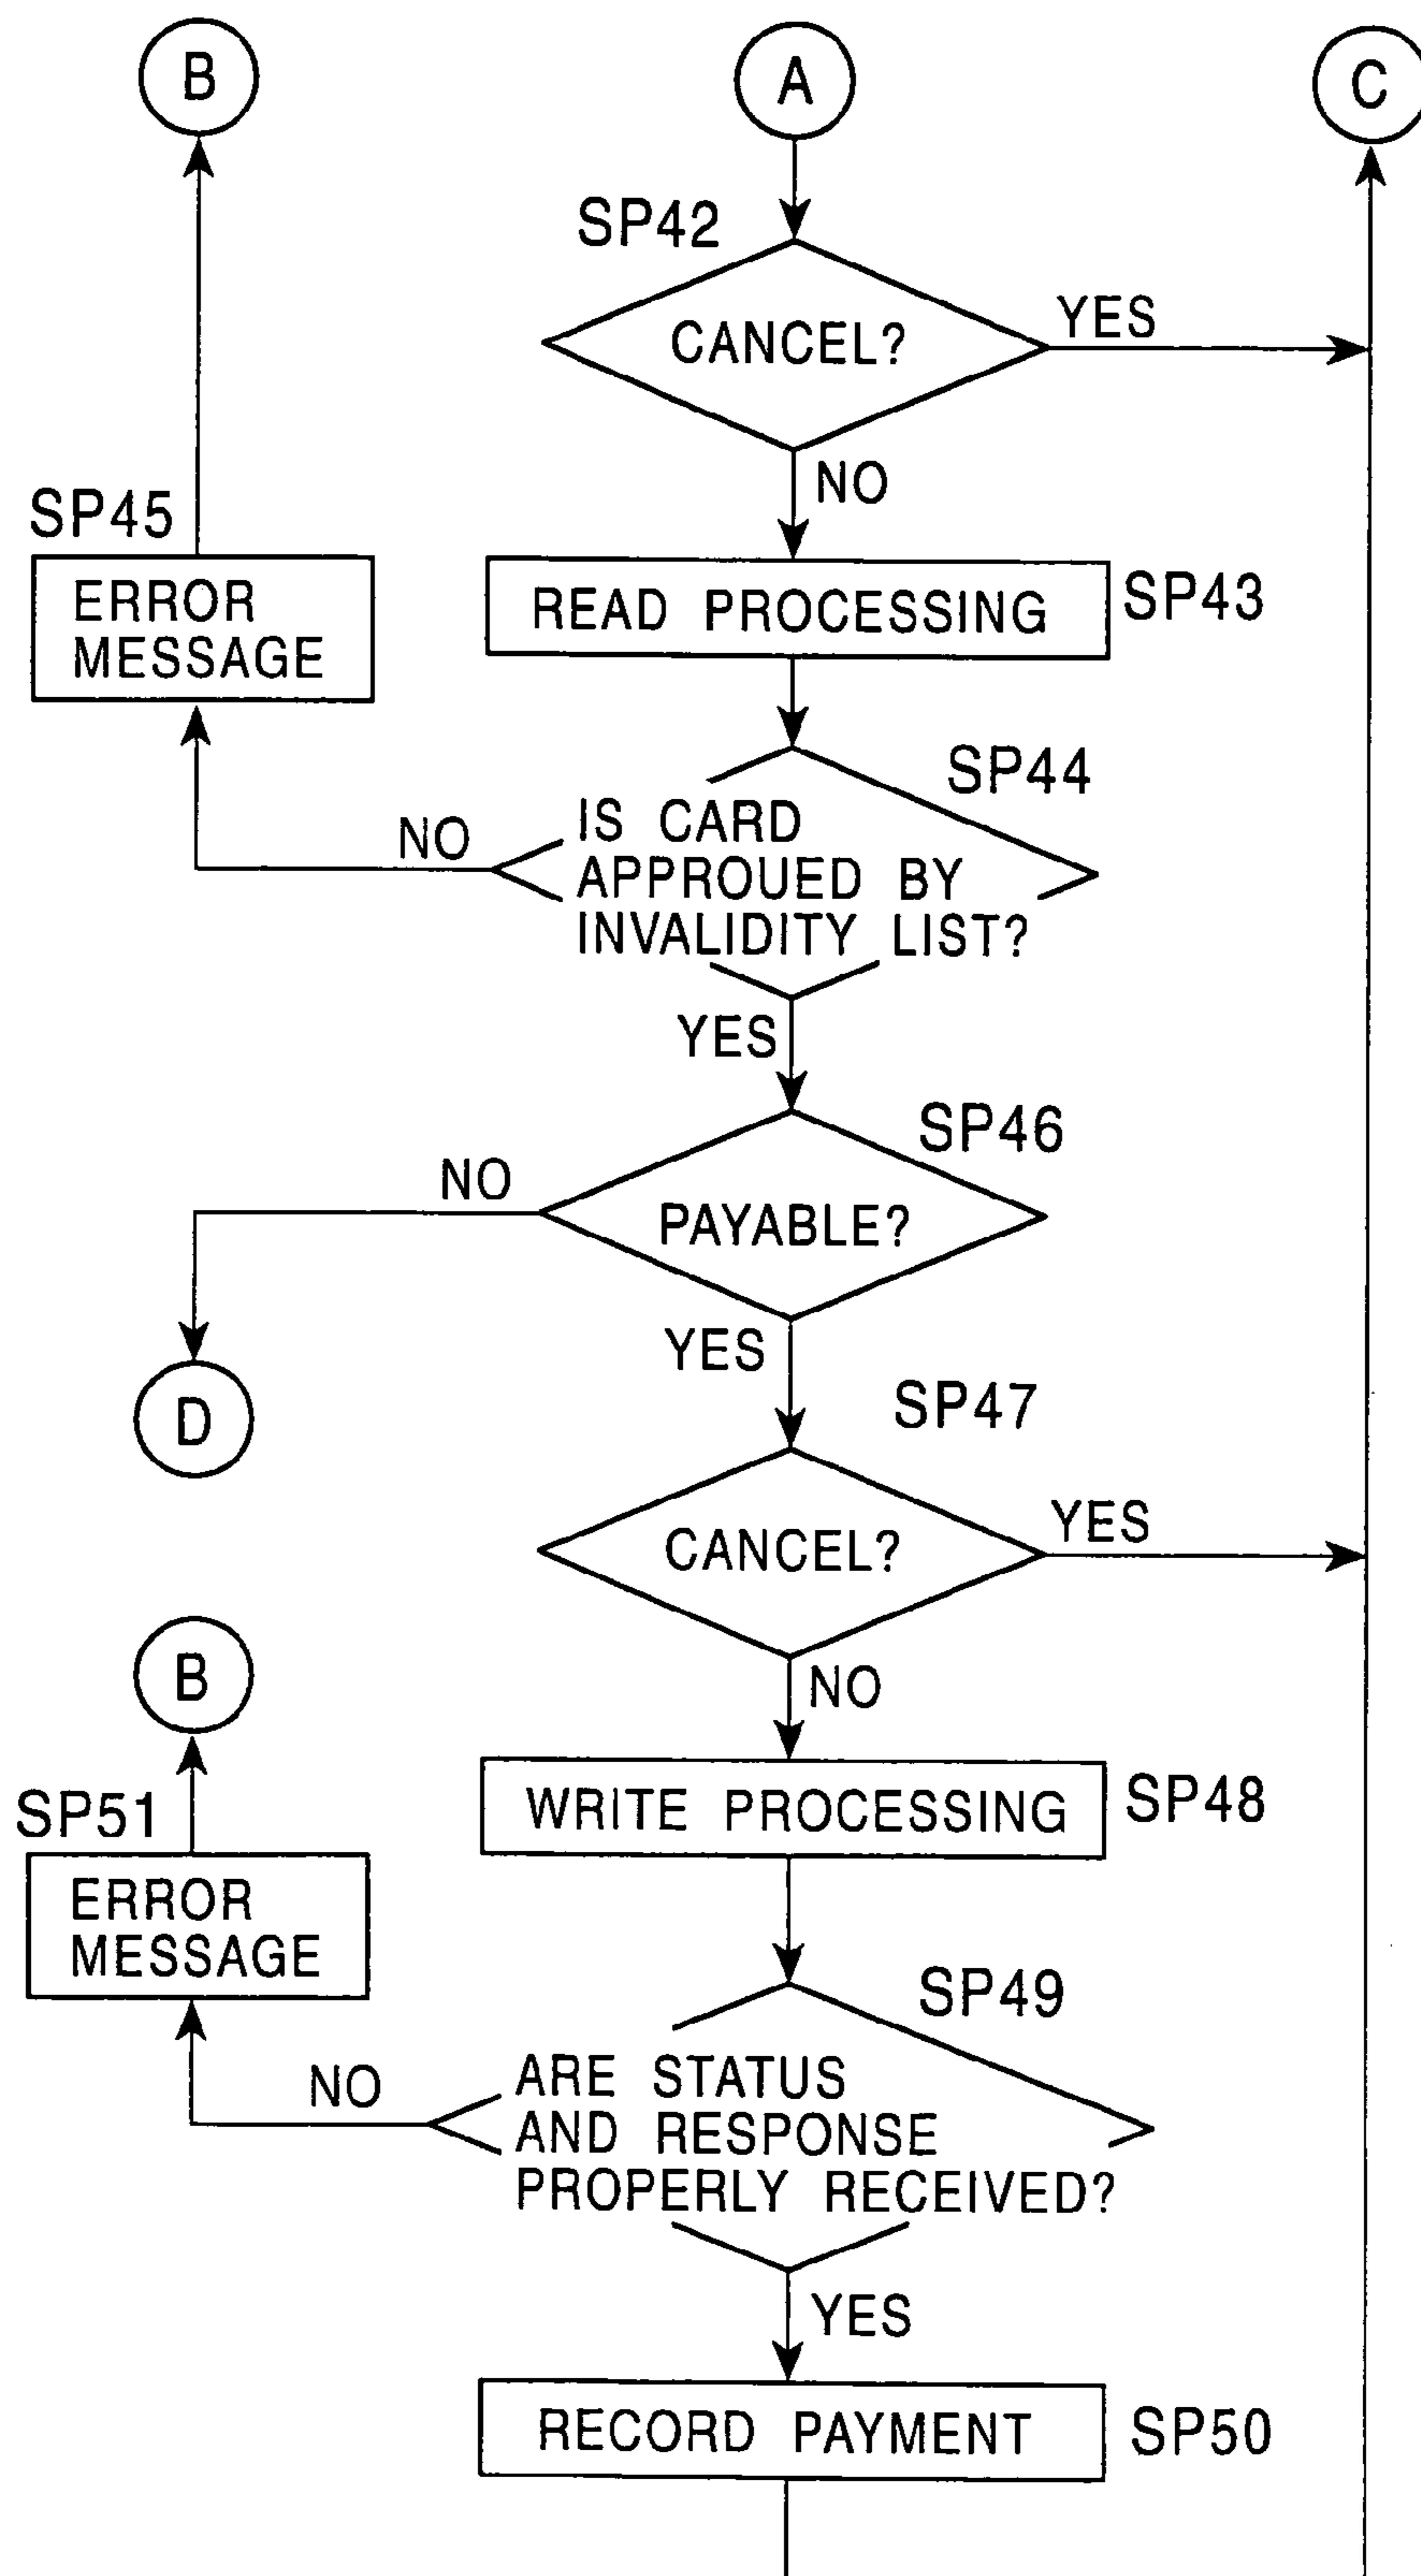 B
A
C
SP42
CANCEL?
YES
NO
SP45
ERROR
MESSAGE
READ PROCESSING
SP43
SP44
NO
IS CARD
APPROUED BY
INVALIDITY LIST?
YES
SP46
NO
PAYABLE?
YES
D
SP47
CANCEL?
YES
B
NO
SP51
ERROR
MESSAGE
WRITE PROCESSING
SP48
SP49
NO
ARE STATUS
AND RESPONSE
PROPERLY RECEIVED?
YES
RECORD PAYMENT
SP50